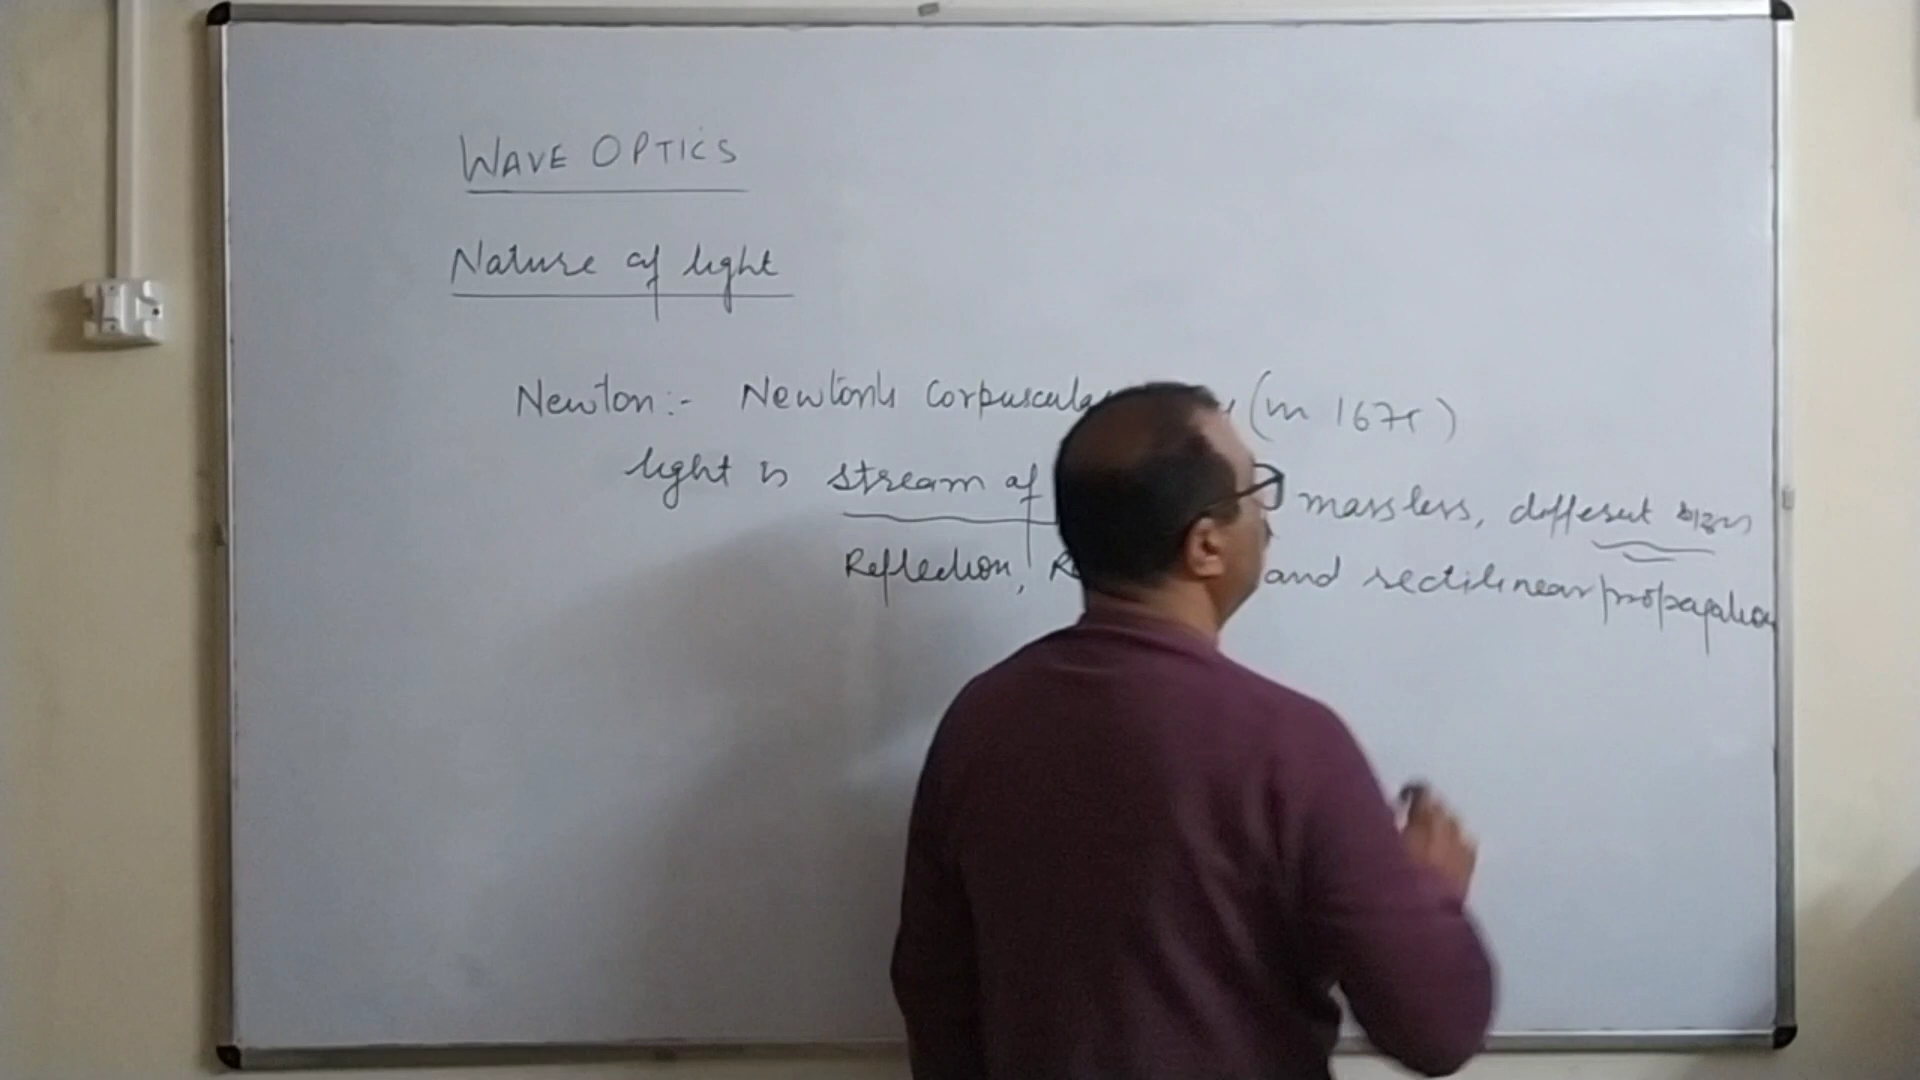 WAVE OPTICS
Nature of light
Newton:- Newton's corpuscula (in 1675)
light is stream of massless, different sizes
Reflection, R and rectilinear propagation